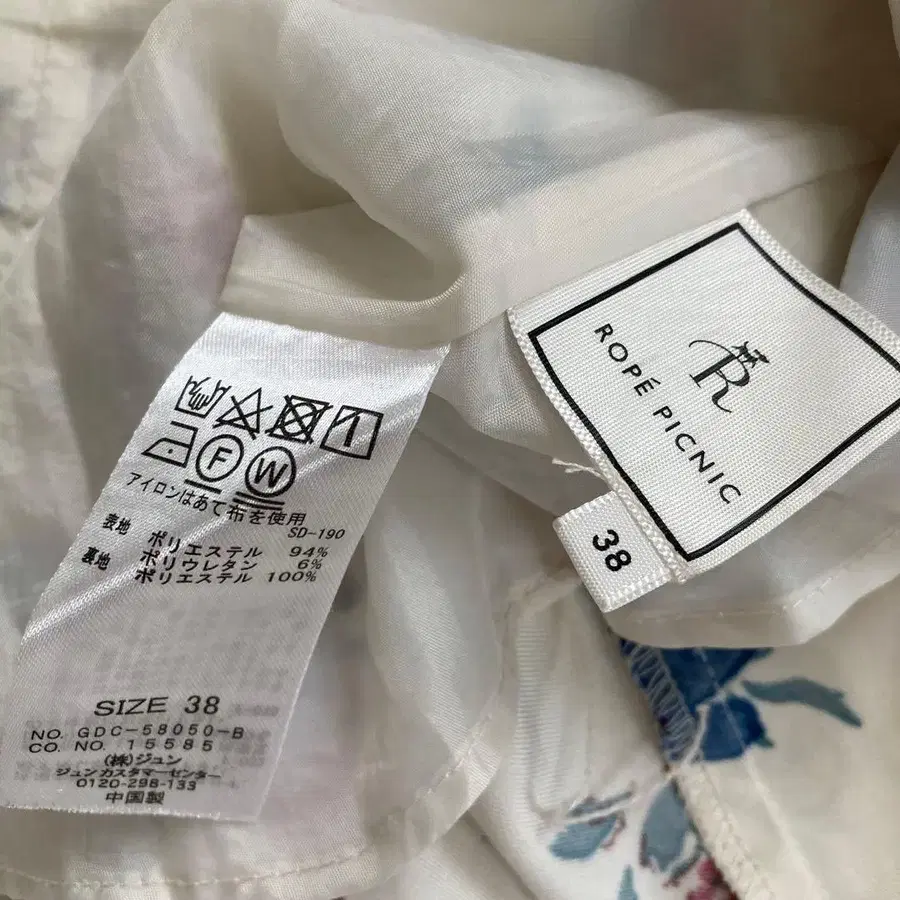 F W
アイロンはあて布を使用
SD-190
表地 ポリエステル 94%
ポリウレタン 6%
裏地 ポリエステル 100%
SIZE 38
NO. GDC-58050-B
CO. NO. 15585
(株)ジュン
ジュンカスタマーセンター
0120-298-133
中国製
R
ROPÉ PICNIC
38